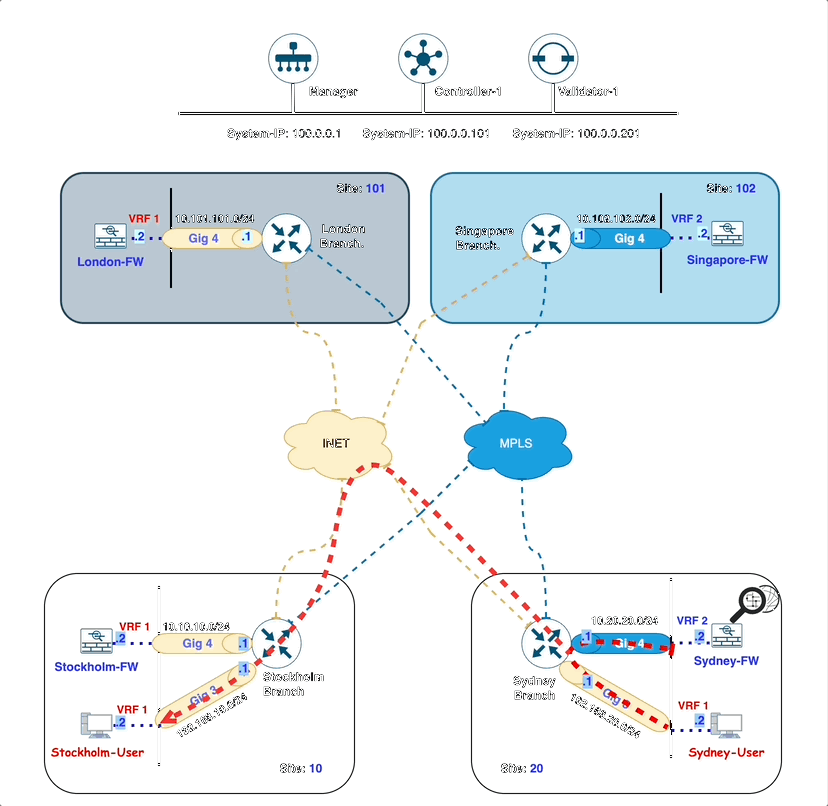 Manager
Controller-1
Validator-1
System-IP: 100.0.0.1
System-IP: 100.0.0.101
System-IP: 100.0.0.201
Site: 101
VRF 1
10.101.101.0/24
.2
Gig 4
.1
London
Branch.
London-FW
Site: 102
Singapore
Branch.
10.102.102.0/24
VRF 2
.1
Gig 4
.2
Singapore-FW
INET
MPLS
VRF 1
10.10.10.0/24
.2
Gig 4
.1
Stockholm-FW
.1
Stockholm
Branch
Gig 3
192.168.10.0/24
VRF 1
.2
Stockholm-User
Site: 10
10.20.20.0/24
VRF 2
.1
Gig 4
.2
Sydney-FW
Sydney
Branch
.1
Gig
192.168.20.0/24
VRF 1
.2
Sydney-User
Site: 20